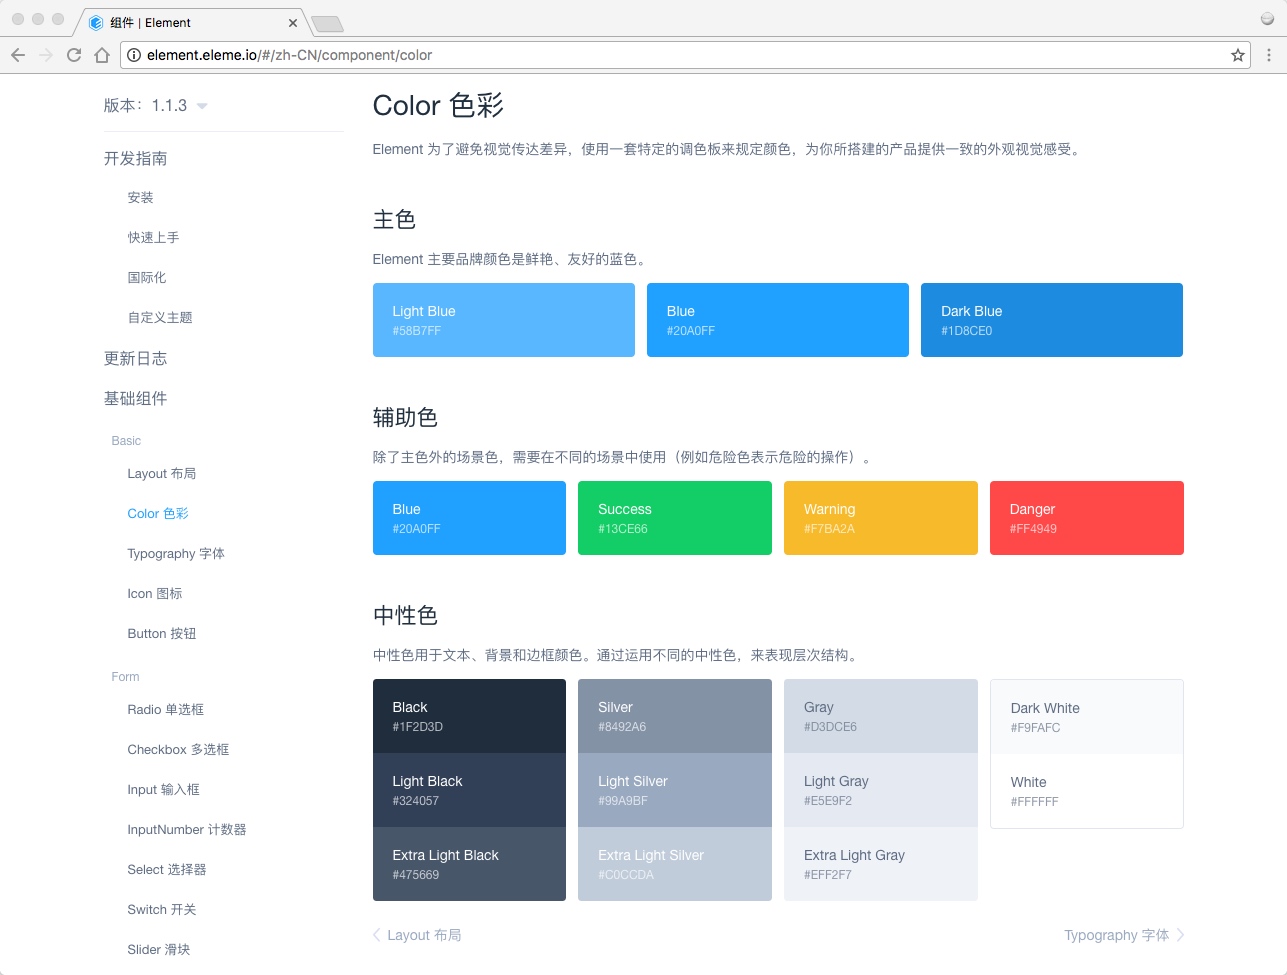 组件 | Element
element.eleme.io/#/zh-CN/component/color
版本：1.1.3
开发指南
安装
快速上手
国际化
自定义主题
更新日志
基础组件
Basic
Layout 布局
Color 色彩
Typography 字体
Icon 图标
Button 按钮
Form
Radio 单选框
Checkbox 多选框
Input 输入框
InputNumber 计数器
Select 选择器
Switch 开关
Slider 滑块
Color 色彩
Element 为了避免视觉传达差异，使用一套特定的调色板来规定颜色，为你所搭建的产品提供一致的外观视觉感受。
主色
Element 主要品牌颜色是鲜艳、友好的蓝色。
Light Blue
#58B7FF
Blue
#20A0FF
Dark Blue
#1D8CE0
辅助色
除了主色外的场景色，需要在不同的场景中使用（例如危险色表示危险的操作）。
Blue
#20A0FF
Success
#13CE66
Warning
#F7BA2A
Danger
#FF4949
中性色
中性色用于文本、背景和边框颜色。通过运用不同的中性色，来表现层次结构。
Black
#1F2D3D
Light Black
#324057
Extra Light Black
#475669
Silver
#8492A6
Light Silver
#99A9BF
Extra Light Silver
#C0CCDA
Gray
#D3DCE6
Light Gray
#E5E9F2
Extra Light Gray
#EFF2F7
Dark White
#F9FAFC
White
#FFFFFF
Layout 布局
Typography 字体